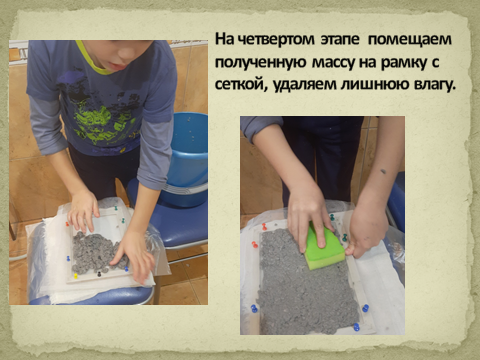 На четвертом этапе помещаем
полученную массу на рамку с
сеткой, удаляем лишнюю влагу.